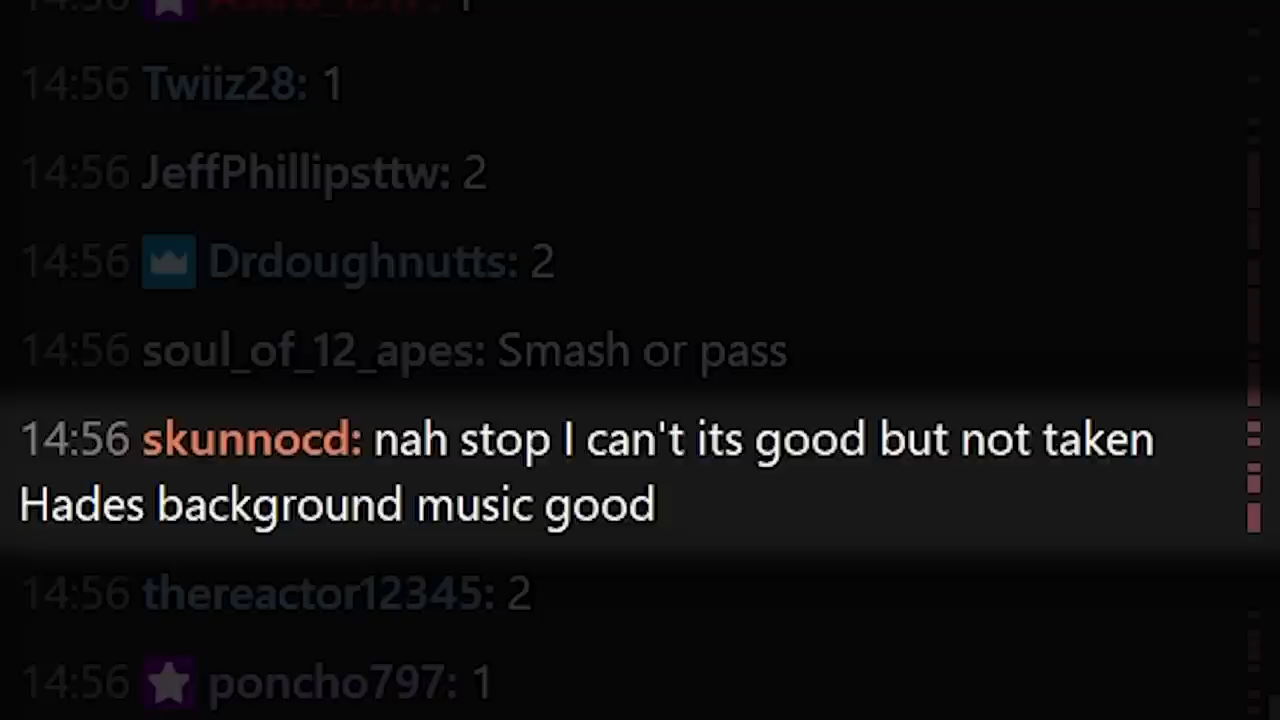 14:56 Twiiz28: 1
14:56 JeffPhillipsttw: 2
14:56 Drdoughnutts: 2
14:56 soul_of_12_apes: Smash or pass
14:56 skunnocd: nah stop I can't its good but not taken
Hades background music good
14:56 thereactor12345: 2
14:56 poncho797: 1